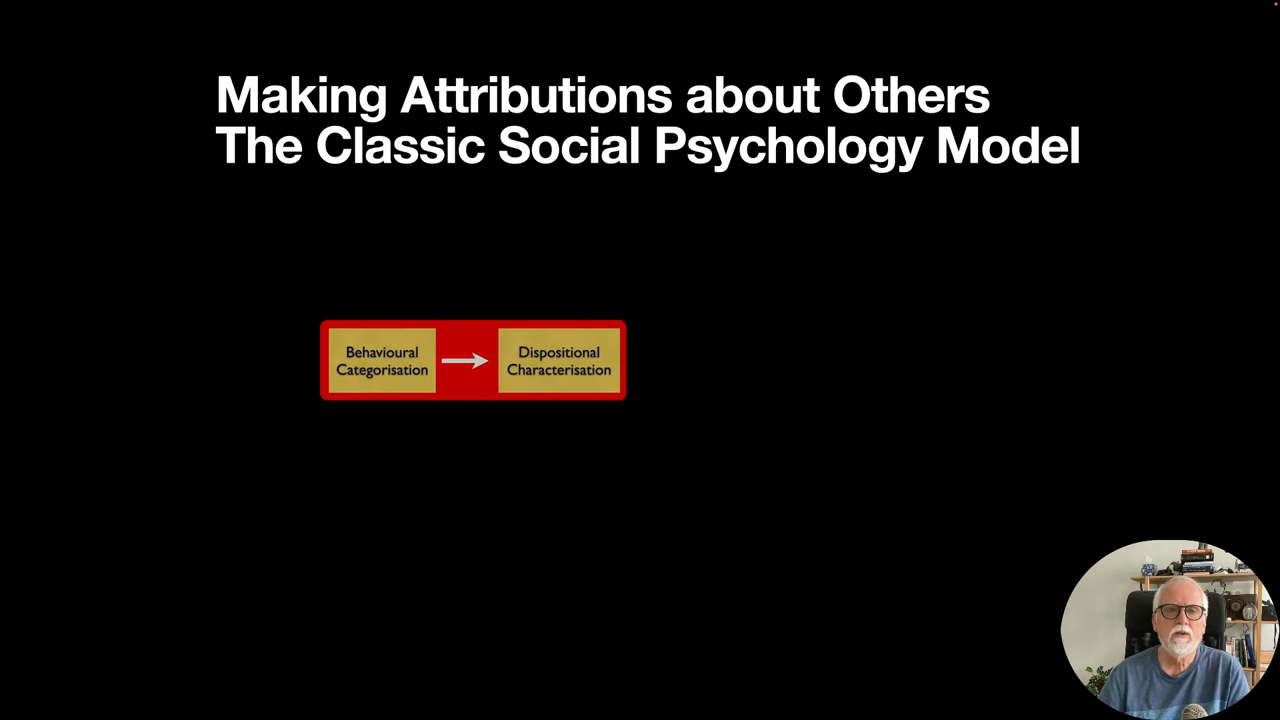 Making Attributions about Others
The Classic Social Psychology Model
Behavioural
Categorisation
Dispositional
Characterisation